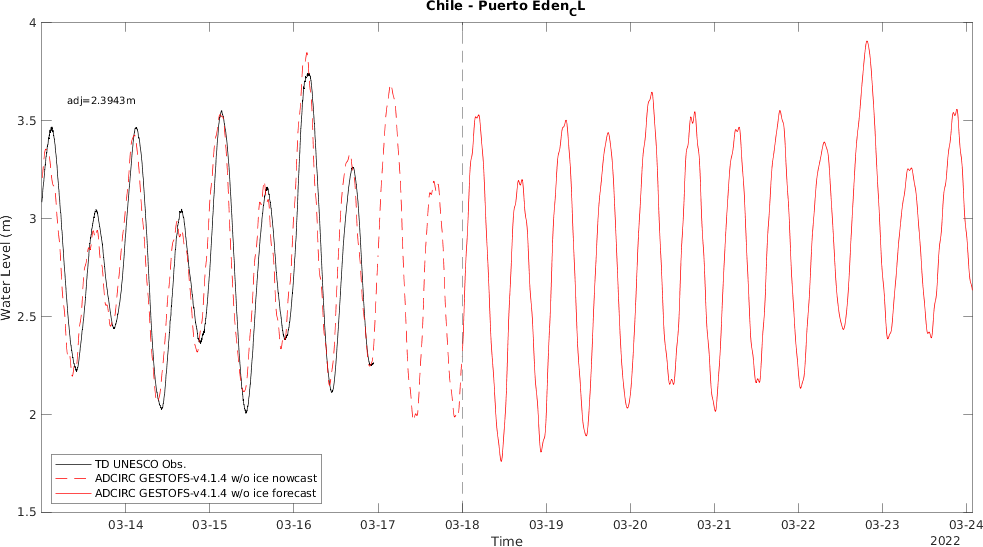 Chile - Puerto Eden_CL
adj=2.3943m
Water Level (m)
4
3.5
3
2.5
2
1.5
TD UNESCO Obs.
ADCIRC GESTOFS-v4.1.4 w/o ice nowcast
ADCIRC GESTOFS-v4.1.4 w/o ice forecast
03-14 03-15 03-16 03-17 03-18 03-19 03-20 03-21 03-22 03-23 03-24
Time
2022